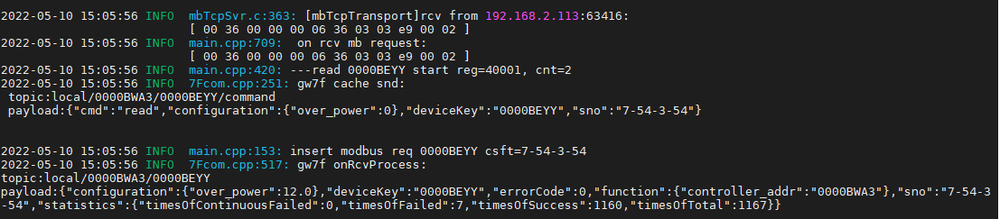 2022-05-10 15:05:56 INFO  mbTcpSvr.c:363: [mbTcpTransport]rcv from 192.168.2.113:63416:
[ 00 36 00 00 00 06 36 03 03 e9 00 02 ]
2022-05-10 15:05:56 INFO  main.cpp:709:  on rcv mb request:
[ 00 36 00 00 00 06 36 03 03 e9 00 02 ]
2022-05-10 15:05:56 INFO  main.cpp:420: ---read 0000BEYY start reg=40001, cnt=2
2022-05-10 15:05:56 INFO  7Fcom.cpp:251: gw7f cache snd:
topic:local/0000BWA3/0000BEYY/command
payload:{"cmd":"read","configuration":{"over_power":0},"deviceKey":"0000BEYY","sno":"7-54-3-54"}
2022-05-10 15:05:56 INFO  main.cpp:153: insert modbus req 0000BEYY csft=7-54-3-54
2022-05-10 15:05:56 INFO  7Fcom.cpp:517: gw7f onRcvProcess:
topic:local/0000BWA3/0000BEYY
payload:{"configuration":{"over_power":12.0},"deviceKey":"0000BEYY","errorCode":0,"function":{"controller_addr":"0000BWA3"},"sno":"7-54-3
-54","statistics":{"timesOfContinuousFailed":0,"timesOfFailed":7,"timesOfSuccess":1160,"timesOfTotal":1167}}